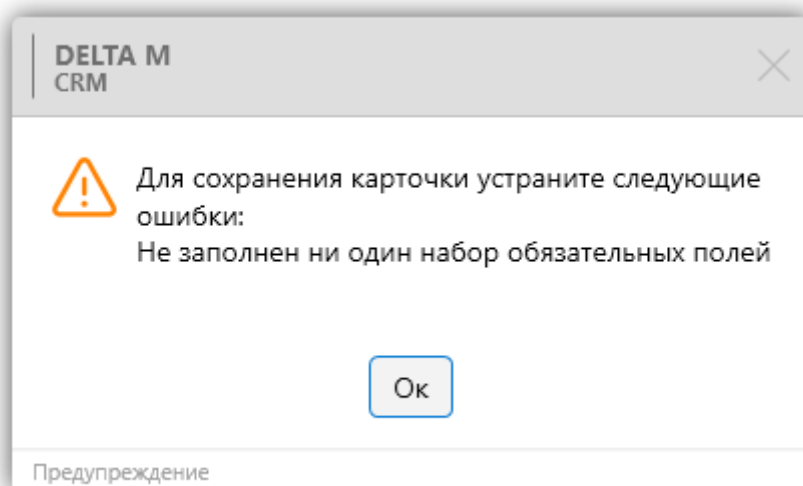 DELTA M
CRM
Для сохранения карточки устраните следующие
ошибки:
Не заполнен ни один набор обязательных полей
Ок
Предупреждение